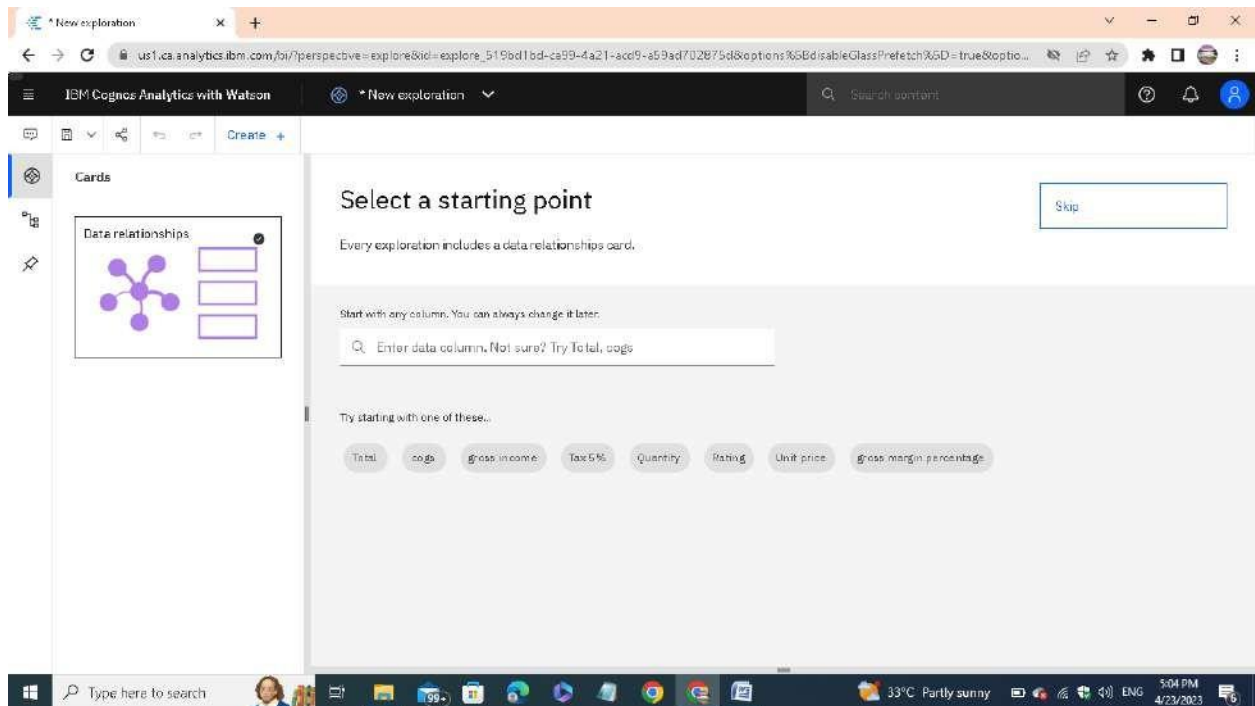 * New exploration
us1.ca.analytics.ibm.com/bi/?perspective=explore&id=explore_519bd1bd-ca99-4a21-acd9-a59ad702875d&options%5BdisableGlassPrefetch%5D=true&optio...
IBM Cognos Analytics with Watson
* New exploration
Search content
Create +
Cards
Data relationships
Select a starting point
Skip
Every exploration includes a data relationships card.
Start with any column. You can always change it later.
Enter data column. Not sure? Try Total, cogs
Try starting with one of these...
Total cogs gross income Tax 5% Quantity Rating Unit price gross margin percentage
Type here to search
99+
33°C Partly sunny
ENG
5:04 PM
4/23/2023
6